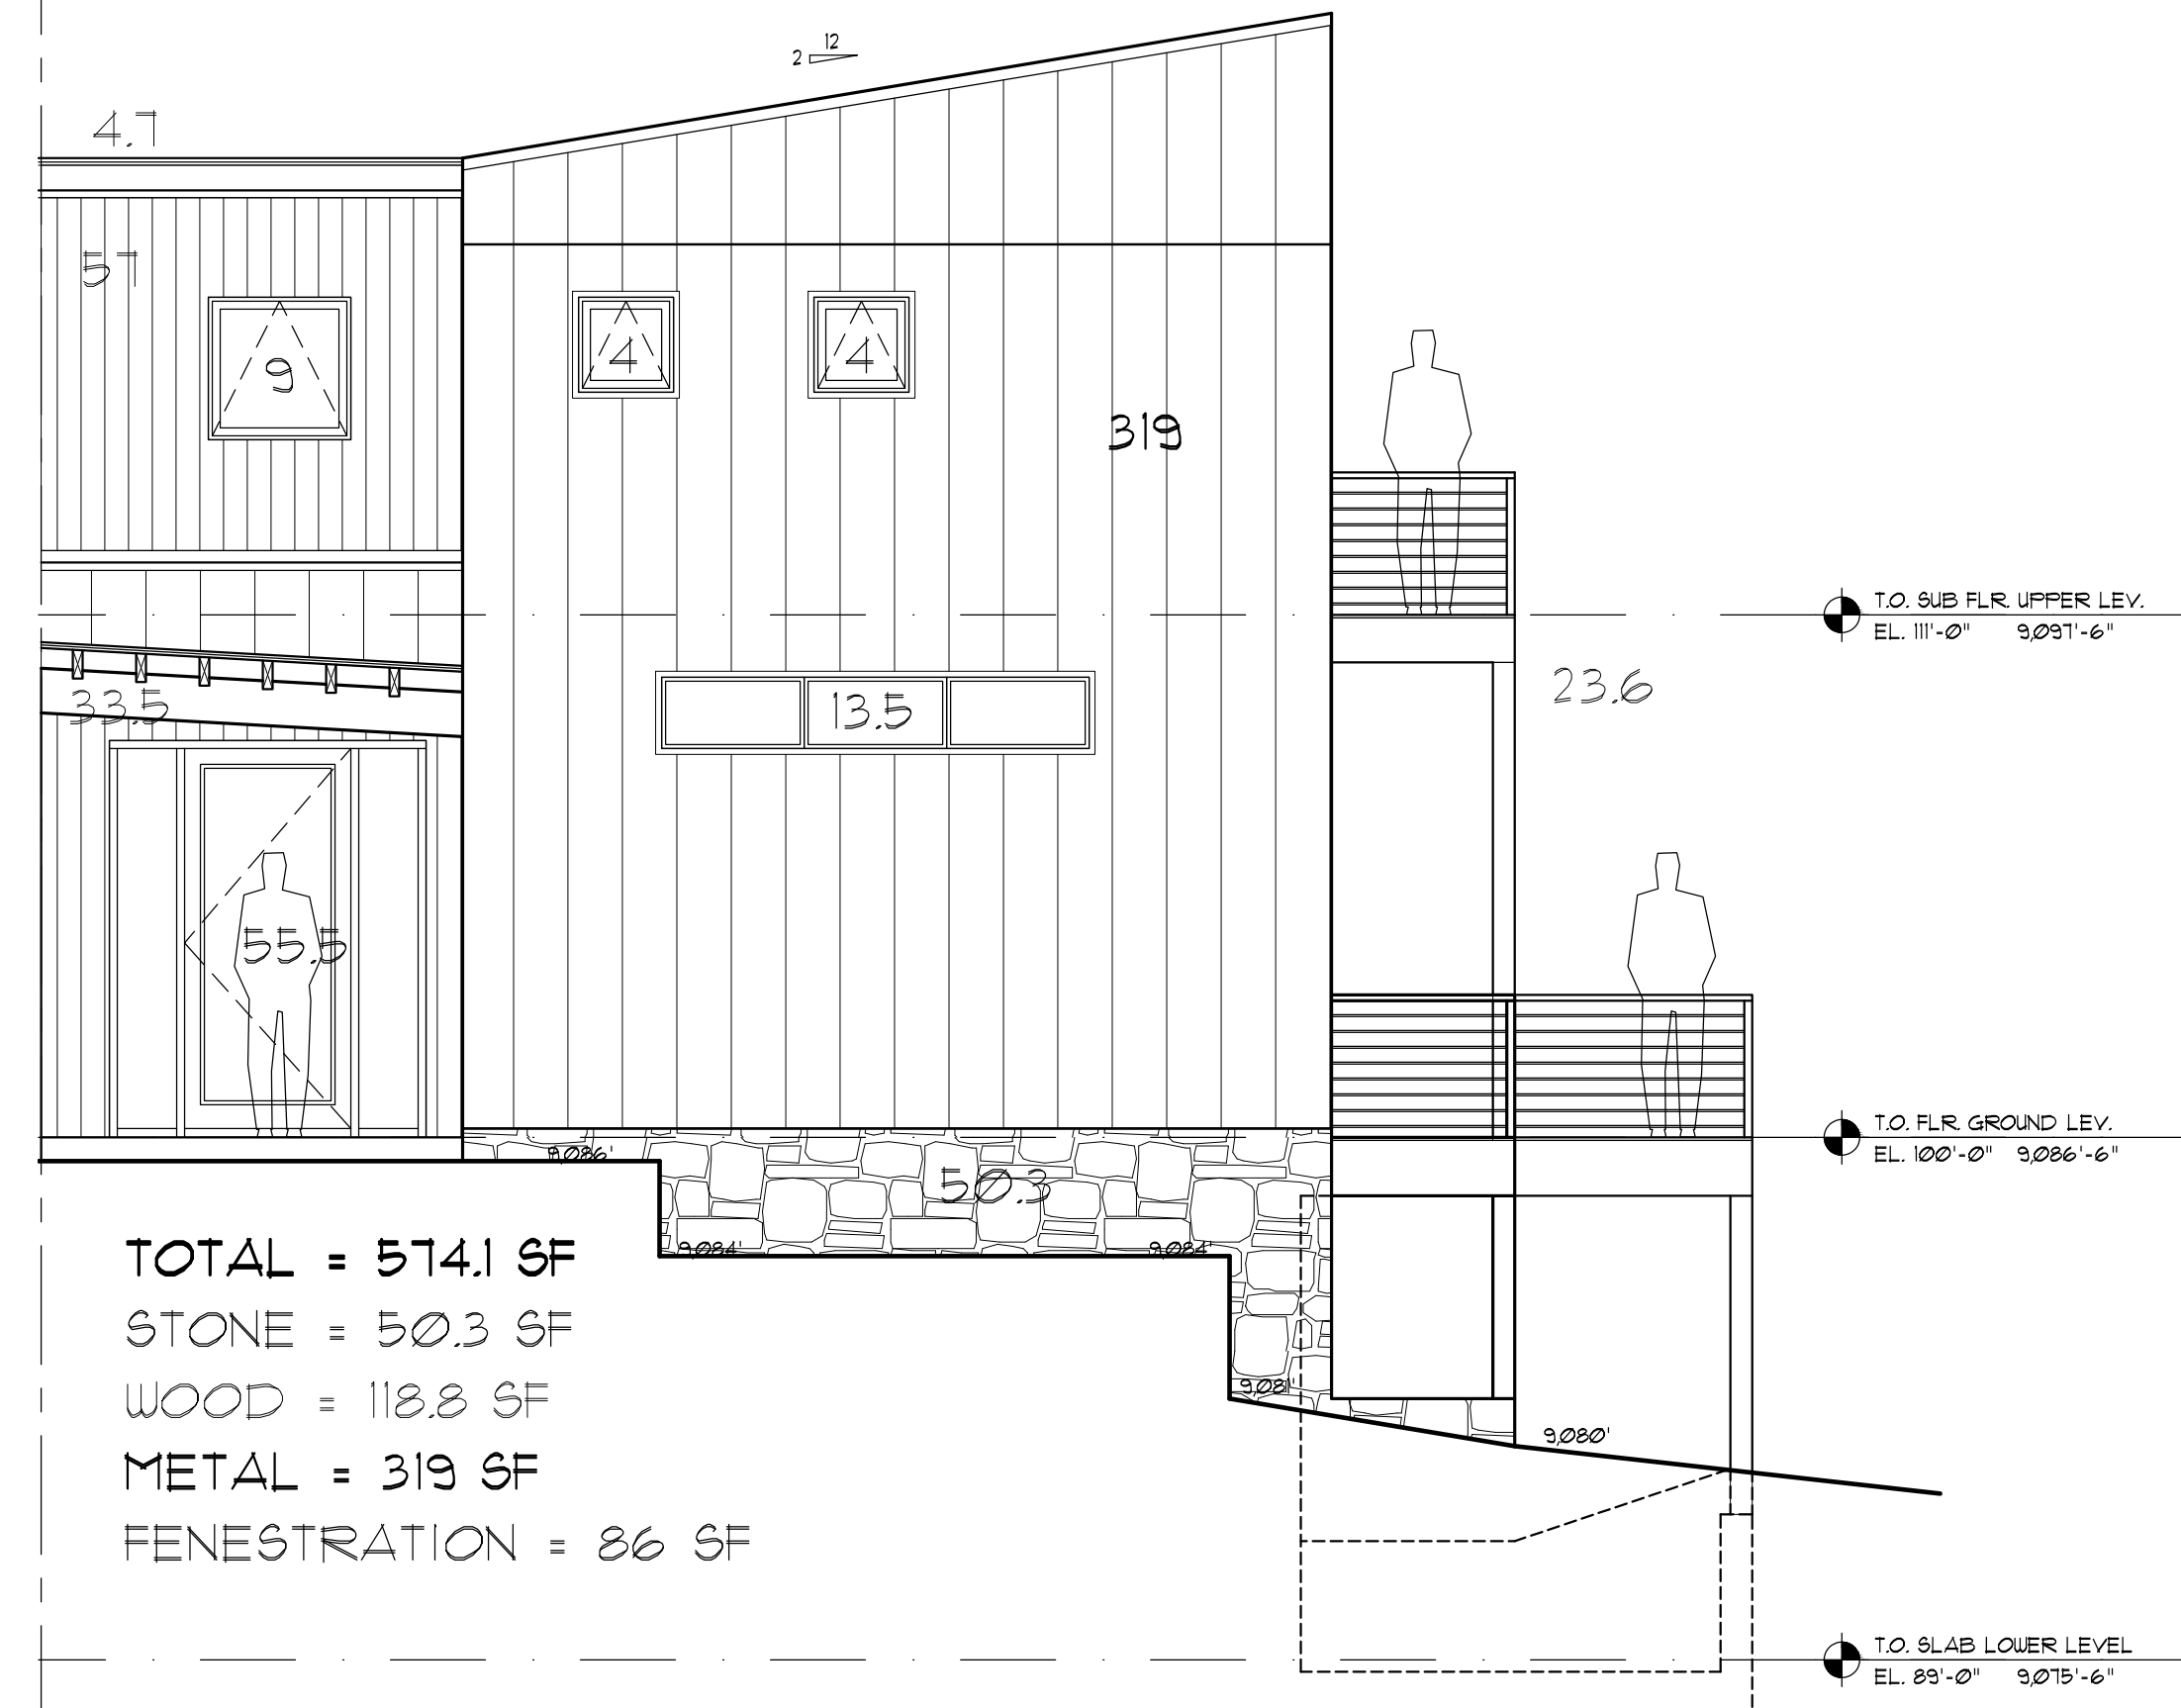 12
2
4.7
57
9
4
4
319
T.O. SUB FLR. UPPER LEV.
EL. 111'-0" 9,097'-6"
33.5
13.5
23.6
55.5
T.O. FLR. GROUND LEV.
EL. 100'-0" 9,086'-6"
9,086'
50.3
9,084'
9,084'
TOTAL = 574.1 SF
STONE = 50.3 SF
WOOD = 118.8 SF
9,081'
9,080'
METAL = 319 SF
FENESTRATION = 86 SF
T.O. SLAB LOWER LEVEL
EL. 89'-0" 9,075'-6"